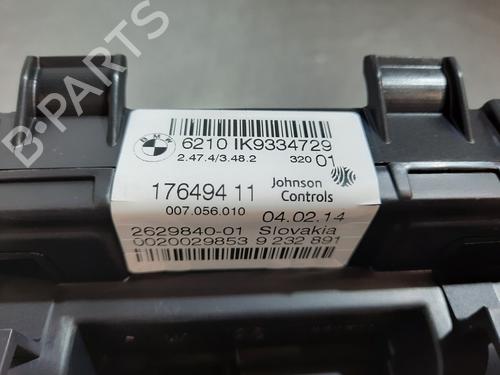 BMW
6210 IK9334729
2.47.4/3.48.2 320 01
17649411 Johnson Controls
007.056.010 04.02.14
2629840-01 Slovakia
0020029853 9 232 891
B-PARTS